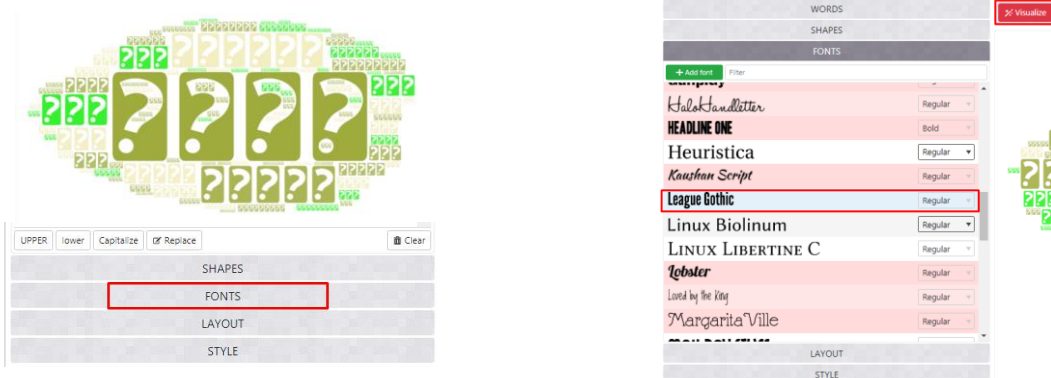 UPPER lower Capitalize Replace Clear
SHAPES
FONTS
LAYOUT
STYLE
WORDS
SHAPES
FONTS
Visualize
+ Add font Filter
HaloHandletter Regular
HEADLINE ONE Bold
Heuristica Regular
Kaushan Script Regular
League Gothic Regular
Linux Biolinum Regular
LINUX LIBERTINE C Regular
Lobster Regular
Loved by the King Regular
MargaritaVille Regular
LAYOUT
STYLE